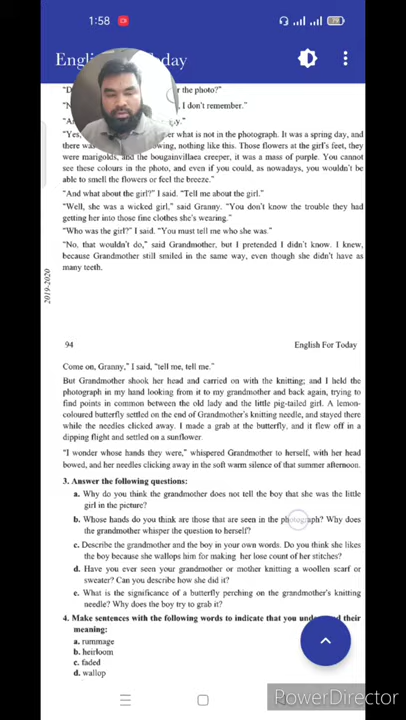 1:58
English Today
r the photo?"
, I don't remember."
"Yes, er what is not in the photograph. It was a spring day, and
there wa owing, nothing like this. Those flowers at the girl's feet, they
were marigolds, and the bougainvillaea creeper, it was a mass of purple. You cannot
see these colours in the photo, and even if you could, as nowadays, you wouldn't be
able to smell the flowers or feel the breeze."
"And what about the girl?" I said. "Tell me about the girl."
"Well, she was a wicked girl," said Granny. "You don't know the trouble they had
getting her into those fine clothes she's wearing."
"Who was the girl?" I said. "You must tell me who she was."
"No, that wouldn't do," said Grandmother, but I pretended I didn't know. I knew,
because Grandmother still smiled in the same way, even though she didn't have as
many teeth.
2019-2020
94 English For Today
Come on, Granny," I said, "tell me, tell me."
But Grandmother shook her head and carried on with the knitting; and I held the
photograph in my hand looking from it to my grandmother and back again, trying to
find points in common between the old lady and the little pig-tailed girl. A lemon-
coloured butterfly settled on the end of Grandmother's knitting needle, and stayed there
while the needles clicked away. I made a grab at the butterfly, and it flew off in a
dipping flight and settled on a sunflower.
"I wonder whose hands they were," whispered Grandmother to herself, with her head
bowed, and her needles clicking away in the soft warm silence of that summer afternoon.
3. Answer the following questions:
a. Why do you think the grandmother does not tell the boy that she was the little
girl in the picture?
b. Whose hands do you think are those that are seen in the photograph? Why does
the grandmother whisper the question to herself?
c. Describe the grandmother and the boy in your own words. Do you think she likes
the boy because she wallops him for making her lose count of her stitches?
d. Have you ever seen your grandmother or mother knitting a woollen scarf or
sweater? Can you describe how she did it?
e. What is the significance of a butterfly perching on the grandmother's knitting
needle? Why does the boy try to grab it?
4. Make sentences with the following words to indicate that you unde their
meaning:
a. rummage
b. heirloom
c. faded
d. wallop
PowerDirector